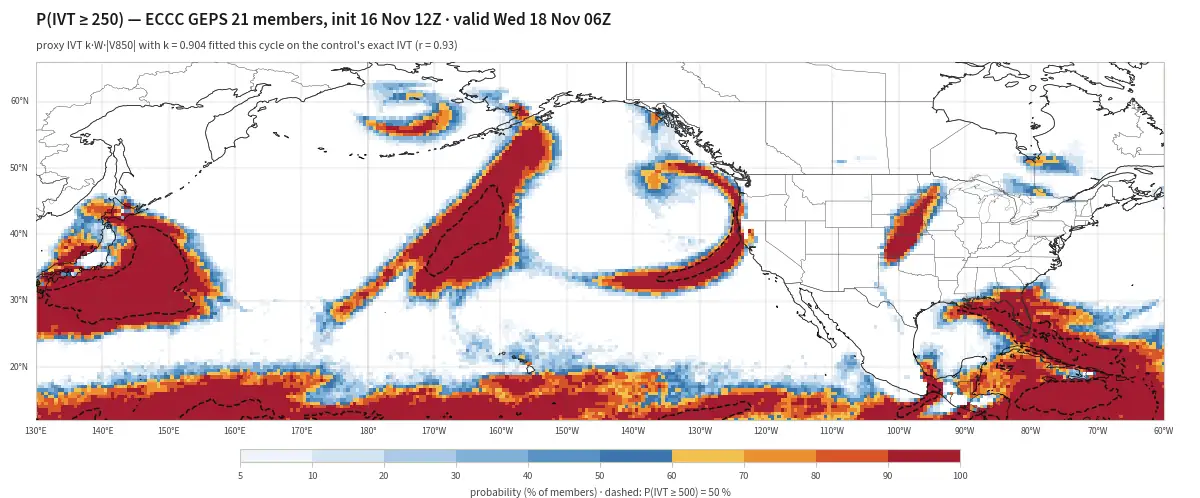 P(IVT ≥ 250) — ECCC GEPS 21 members, init 16 Nov 12Z · valid Wed 18 Nov 06Z
proxy IVT k·W·|V850| with k = 0.904 fitted this cycle on the control's exact IVT (r = 0.93)
60°N
50°N
40°N
30°N
20°N
130°E 140°E 150°E 160°E 170°E 180° 170°W 160°W 150°W 140°W 130°W 120°W 110°W 100°W 90°W 80°W 70°W 60°W
5 10 20 30 40 50 60 70 80 90 100
probability (% of members) · dashed: P(IVT ≥ 500) = 50 %